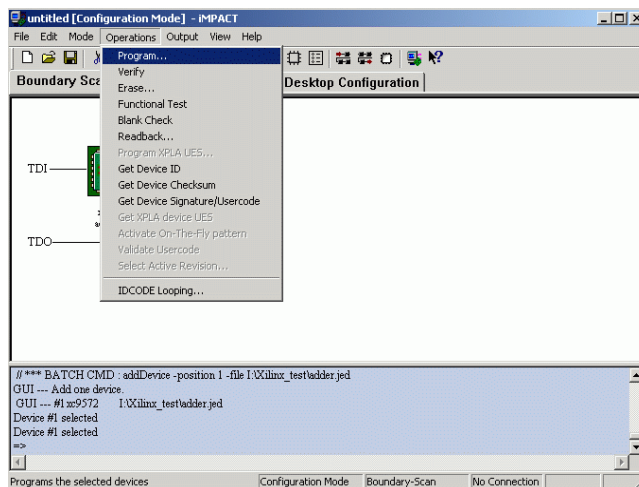 untitled [Configuration Mode] - iMPACT
File Edit Mode Operations Output View Help
Boundary Sca
Desktop Configuration
Program...
Verify
Erase...
Functional Test
Blank Check
Readback...
Program XPLA UES...
Get Device ID
Get Device Checksum
Get Device Signature/Usercode
Get XPLA device UES
Activate On-The-Fly pattern
Validate Usercode
Select Active Revision...
IDCODE Looping...
TDI
TDO
// *** BATCH CMD : addDevice -position 1 -file I:\Xilinx_test\adder.jed
GUI --- Add one device.
GUI --- #1 xc9572 I:\Xilinx_test\adder.jed
Device #1 selected
Device #1 selected
=>
Programs the selected devices Configuration Mode Boundary-Scan No Connection